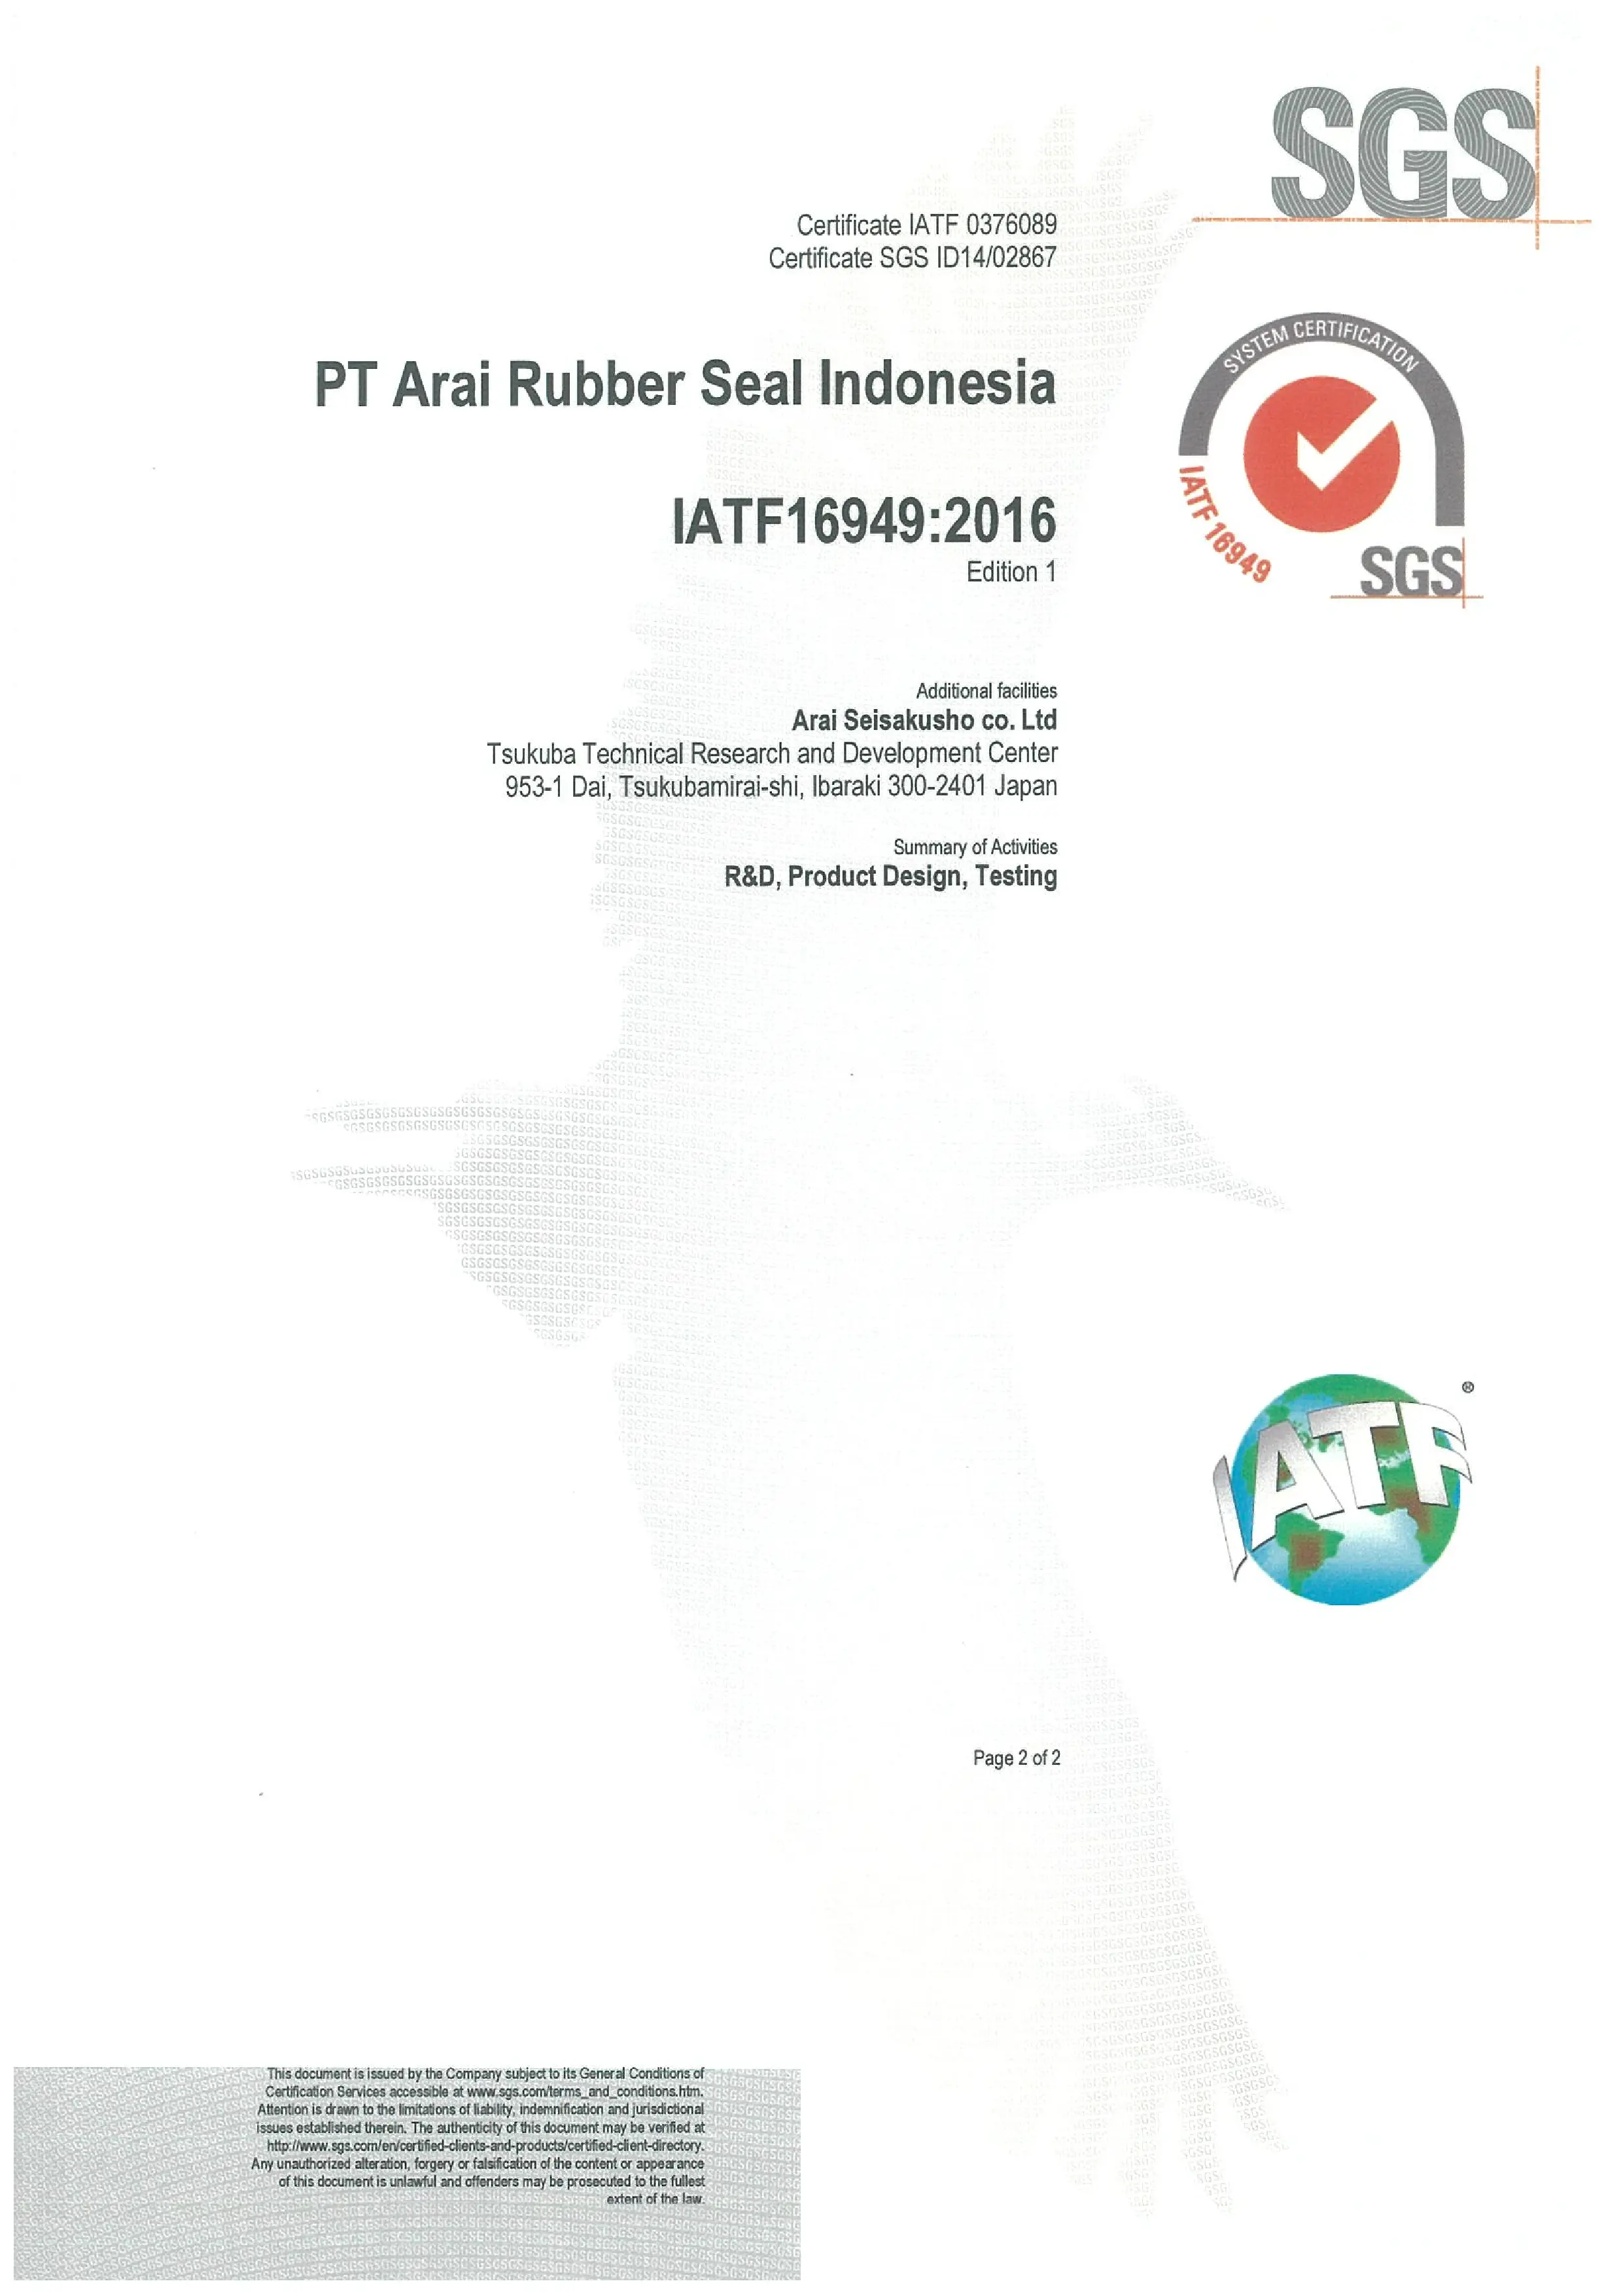 SGS
Certificate IATF 0376089
Certificate SGS ID14/02867
PT Arai Rubber Seal Indonesia
SYSTEM CERTIFICATION
IATF 16949
SGS
IATF16949:2016
Edition 1
Additional facilities
Arai Seisakusho co. Ltd
Tsukuba Technical Research and Development Center
953-1 Dai, Tsukubamirai-shi, Ibaraki 300-2401 Japan
Summary of Activities
R&D, Product Design, Testing
IATF
®
Page 2 of 2
This document is issued by the Company subject to its General Conditions of
Certification Services accessible at www.sgs.com/terms_and_conditions.htm.
Attention is drawn to the limitations of liability, indemnification and jurisdictional
issues established therein. The authenticity of this document may be verified at
http://www.sgs.com/en/certified-clients-and-products/certified-client-directory.
Any unauthorized alteration, forgery or falsification of the content or appearance
of this document is unlawful and offenders may be prosecuted to the fullest
extent of the law.